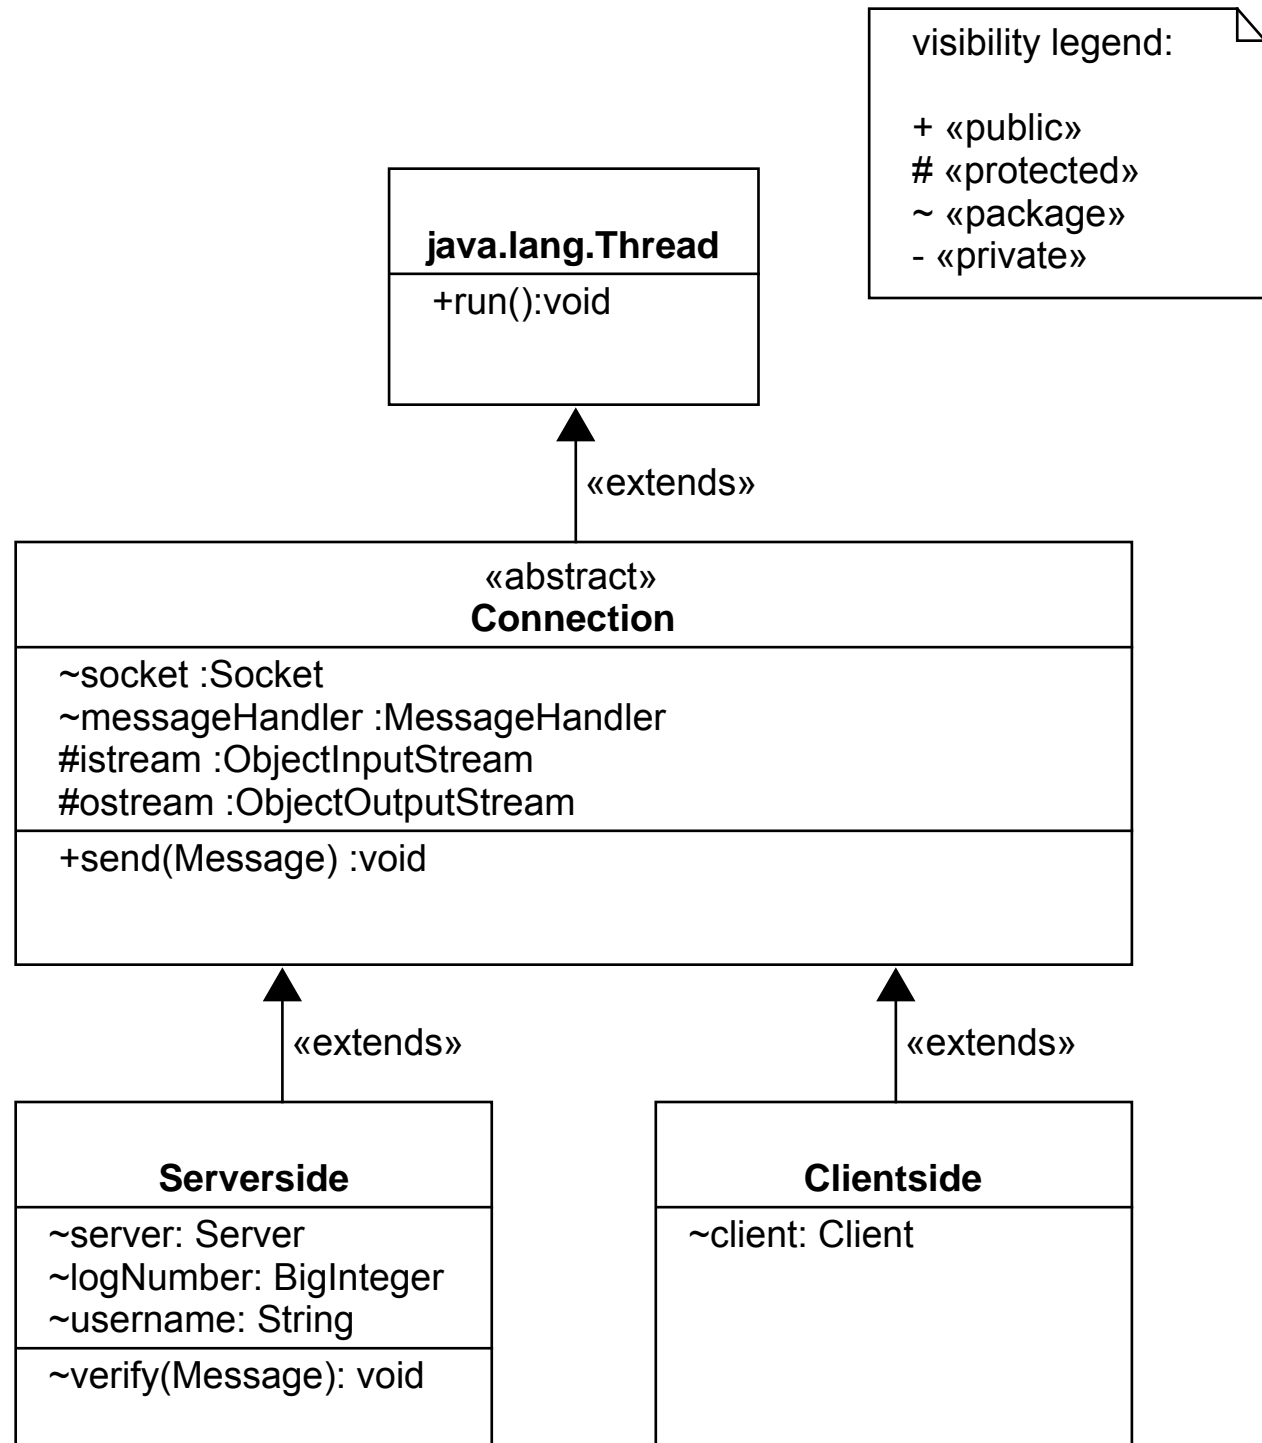 visibility legend:
+ «public»
# «protected»
~ «package»
- «private»
java.lang.Thread
+run():void
«extends»
«abstract»
Connection
~socket :Socket
~messageHandler :MessageHandler
#istream :ObjectInputStream
#ostream :ObjectOutputStream
+send(Message) :void
«extends»
«extends»
Serverside
~server: Server
~logNumber: BigInteger
~username: String
~verify(Message): void
Clientside
~client: Client